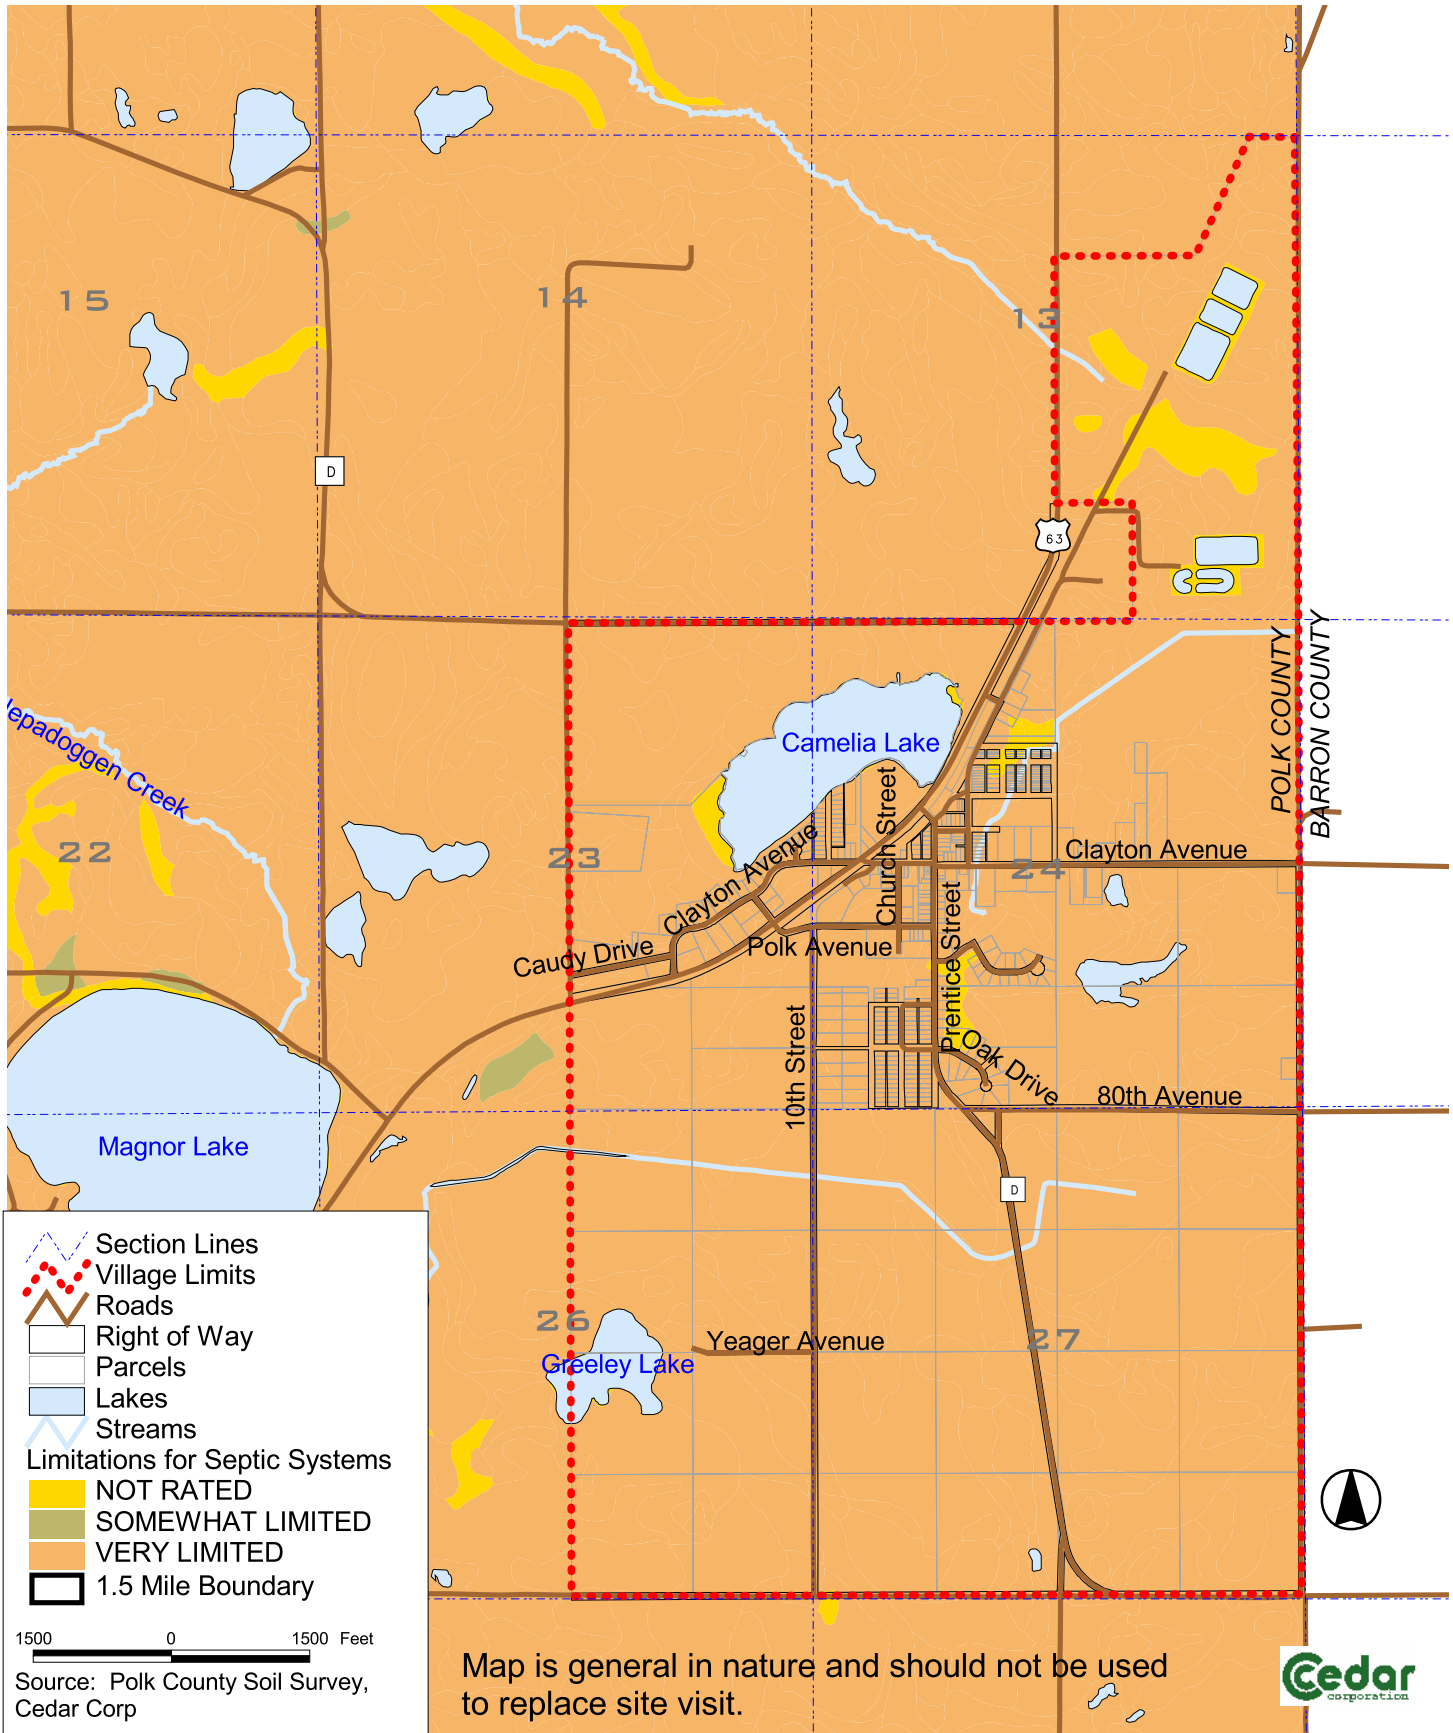 15
14
13
D
63
POLK COUNTY
BARRON COUNTY
Camelia Lake
Creek
22
23
24
Clayton Avenue
Clayton Avenue
Church Street
Caudy Drive
Polk Avenue
Prentice Street
10th Street
Oak Drive
80th Avenue
Magnor Lake
D
26
27
Yeager Avenue
Greeley Lake
Section Lines
Village Limits
Roads
Right of Way
Parcels
Lakes
Streams
Limitations for Septic Systems
NOT RATED
SOMEWHAT LIMITED
VERY LIMITED
1.5 Mile Boundary
1500 0 1500 Feet
Source: Polk County Soil Survey,
Cedar Corp
Map is general in nature and should not be used
to replace site visit.
Cedar
corporation